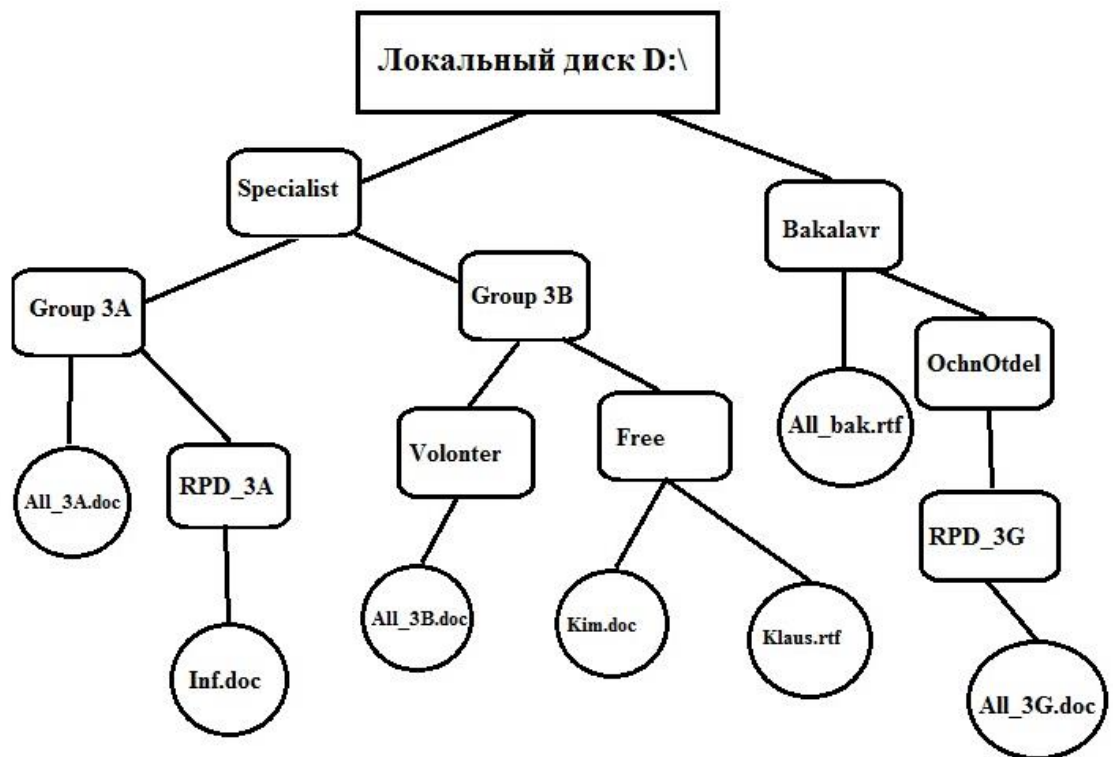 Локальный диск D:\
Specialist
Bakalavr
Group 3A
Group 3B
OchnOtdel
All_bak.rtf
Volonter
Free
All_3A.doc
RPD_3A
RPD_3G
All_3B.doc
Kim.doc
Klaus.rtf
Inf.doc
All_3G.doc